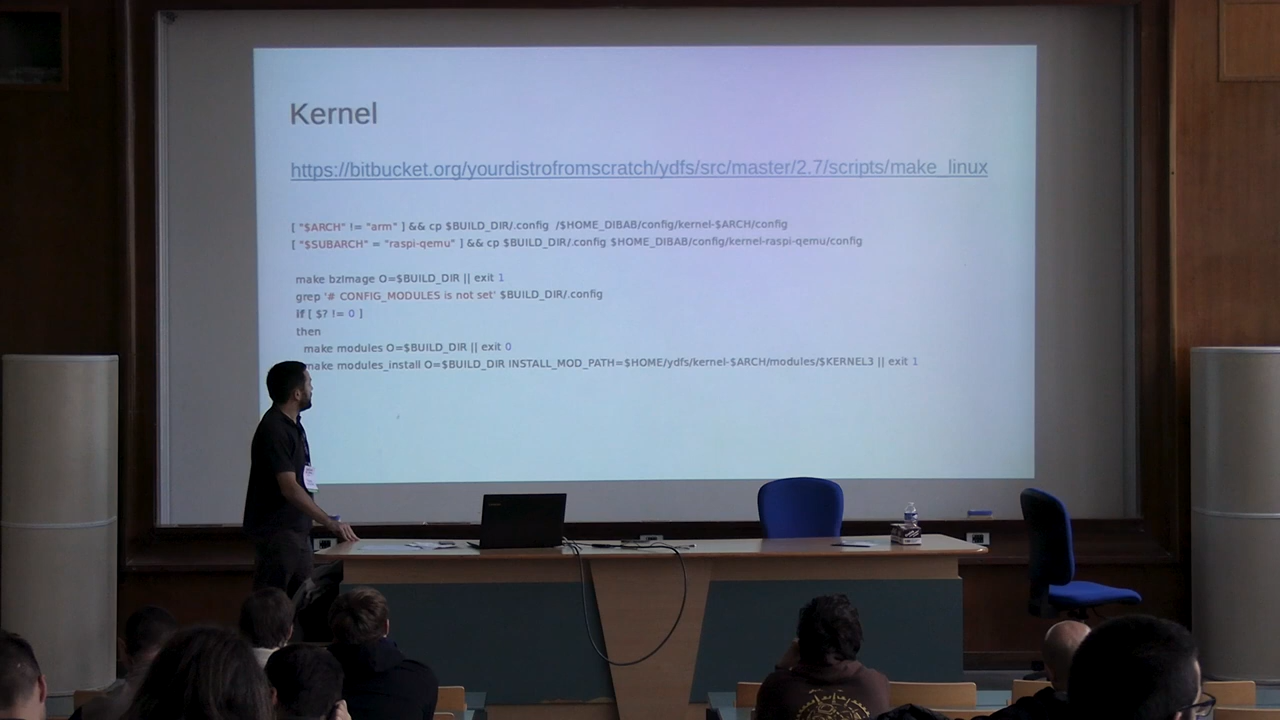 Kernel
https://bitbucket.org/yourdistrofromscratch/ydfs/src/master/2.7/scripts/make_linux
[ "$ARCH" != "arm" ] && cp $BUILD_DIR/.config /$HOME_DIBAB/config/kernel-$ARCH/config
[ "$SUBARCH" = "raspi-qemu" ] && cp $BUILD_DIR/.config $HOME_DIBAB/config/kernel-raspi-qemu/config
make bzImage O=$BUILD_DIR || exit 1
grep '# CONFIG_MODULES is not set' $BUILD_DIR/.config
if [ $? != 0 ]
then
make modules O=$BUILD_DIR || exit 0
make modules_install O=$BUILD_DIR INSTALL_MOD_PATH=$HOME/ydfs/kernel-$ARCH/modules/$KERNEL3 || exit 1